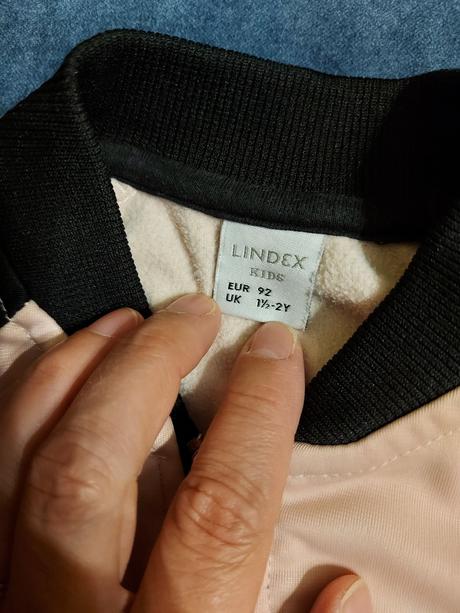 LINDEX
KIDS
EUR 92
UK 1½-2Y